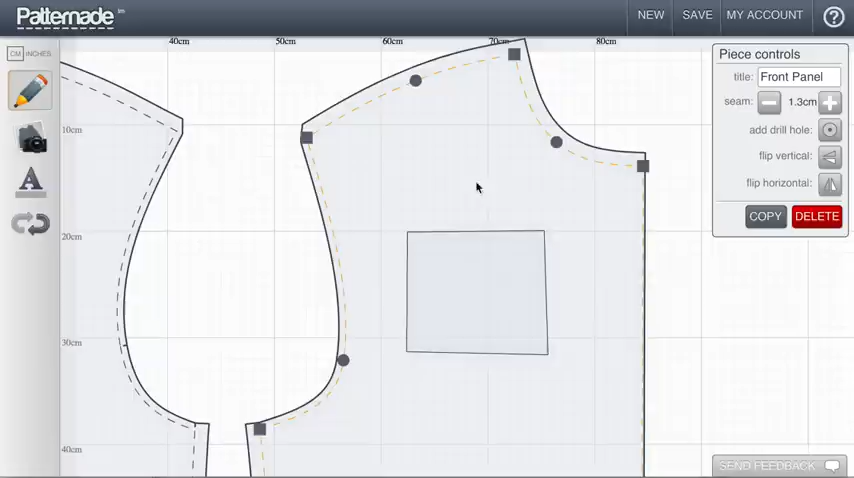 Patternade™
NEW SAVE MY ACCOUNT ?
CM INCHES
40cm 50cm 60cm 70cm 80cm
10cm
20cm
30cm
40cm
A
Piece controls
title: Front Panel
seam: 1.3cm
add drill hole:
flip vertical:
flip horizontal:
COPY DELETE
SEND FEEDBACK